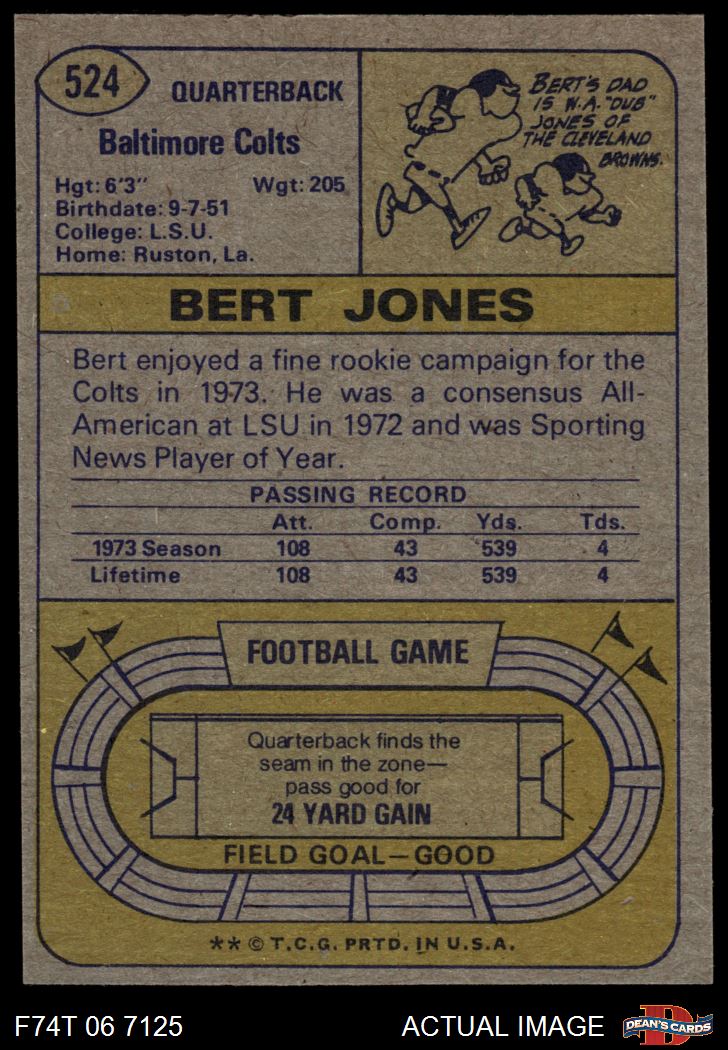 524
QUARTERBACK
Baltimore Colts
Hgt: 6'3" Wgt: 205
Birthdate: 9-7-51
College: L.S.U.
Home: Ruston, La.
BERT'S DAD
IS W.A. "DUB"
JONES OF
THE CLEVELAND
BROWNS.
BERT JONES
Bert enjoyed a fine rookie campaign for the
Colts in 1973. He was a consensus All-
American at LSU in 1972 and was Sporting
News Player of Year.
PASSING RECORD
Att. Comp. Yds. Tds.
1973 Season 108 43 539 4
Lifetime 108 43 539 4
FOOTBALL GAME
Quarterback finds the
seam in the zone—
pass good for
24 YARD GAIN
FIELD GOAL—GOOD
** © T.C.G. PRTD. IN U.S.A.
F74T 06 7125 ACTUAL IMAGE
D
DEAN'S CARDS